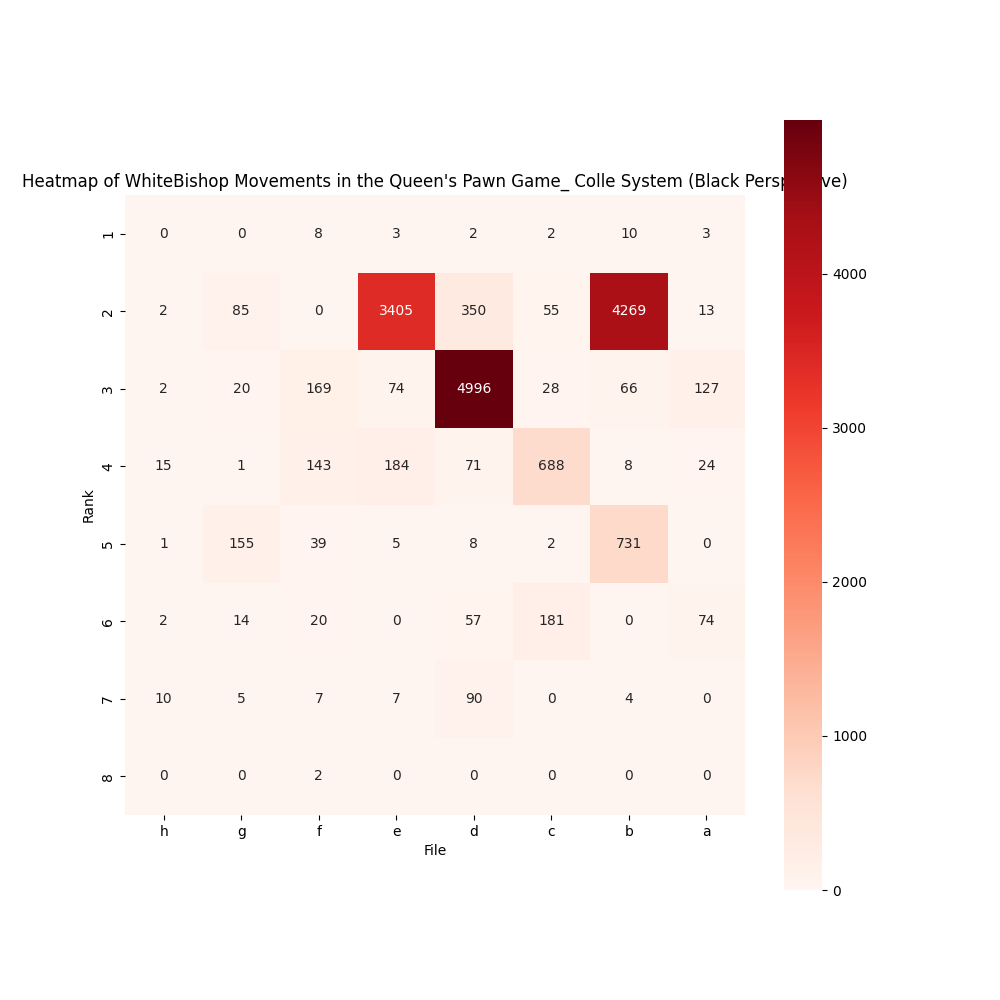 Heatmap of WhiteBishop Movements in the Queen's Pawn Game_ Colle System (Black Persp ve)
1 0 0 8 3 2 2 10 3
2 2 85 0 3405 350 55 4269 13
3 2 20 169 74 4996 28 66 127
4 15 1 143 184 71 688 8 24
5 1 155 39 5 8 2 731 0
6 2 14 20 0 57 181 0 74
7 10 5 7 7 90 0 4 0
8 0 0 2 0 0 0 0 0
h g f e d c b a
File
Rank
4000
3000
2000
1000
0